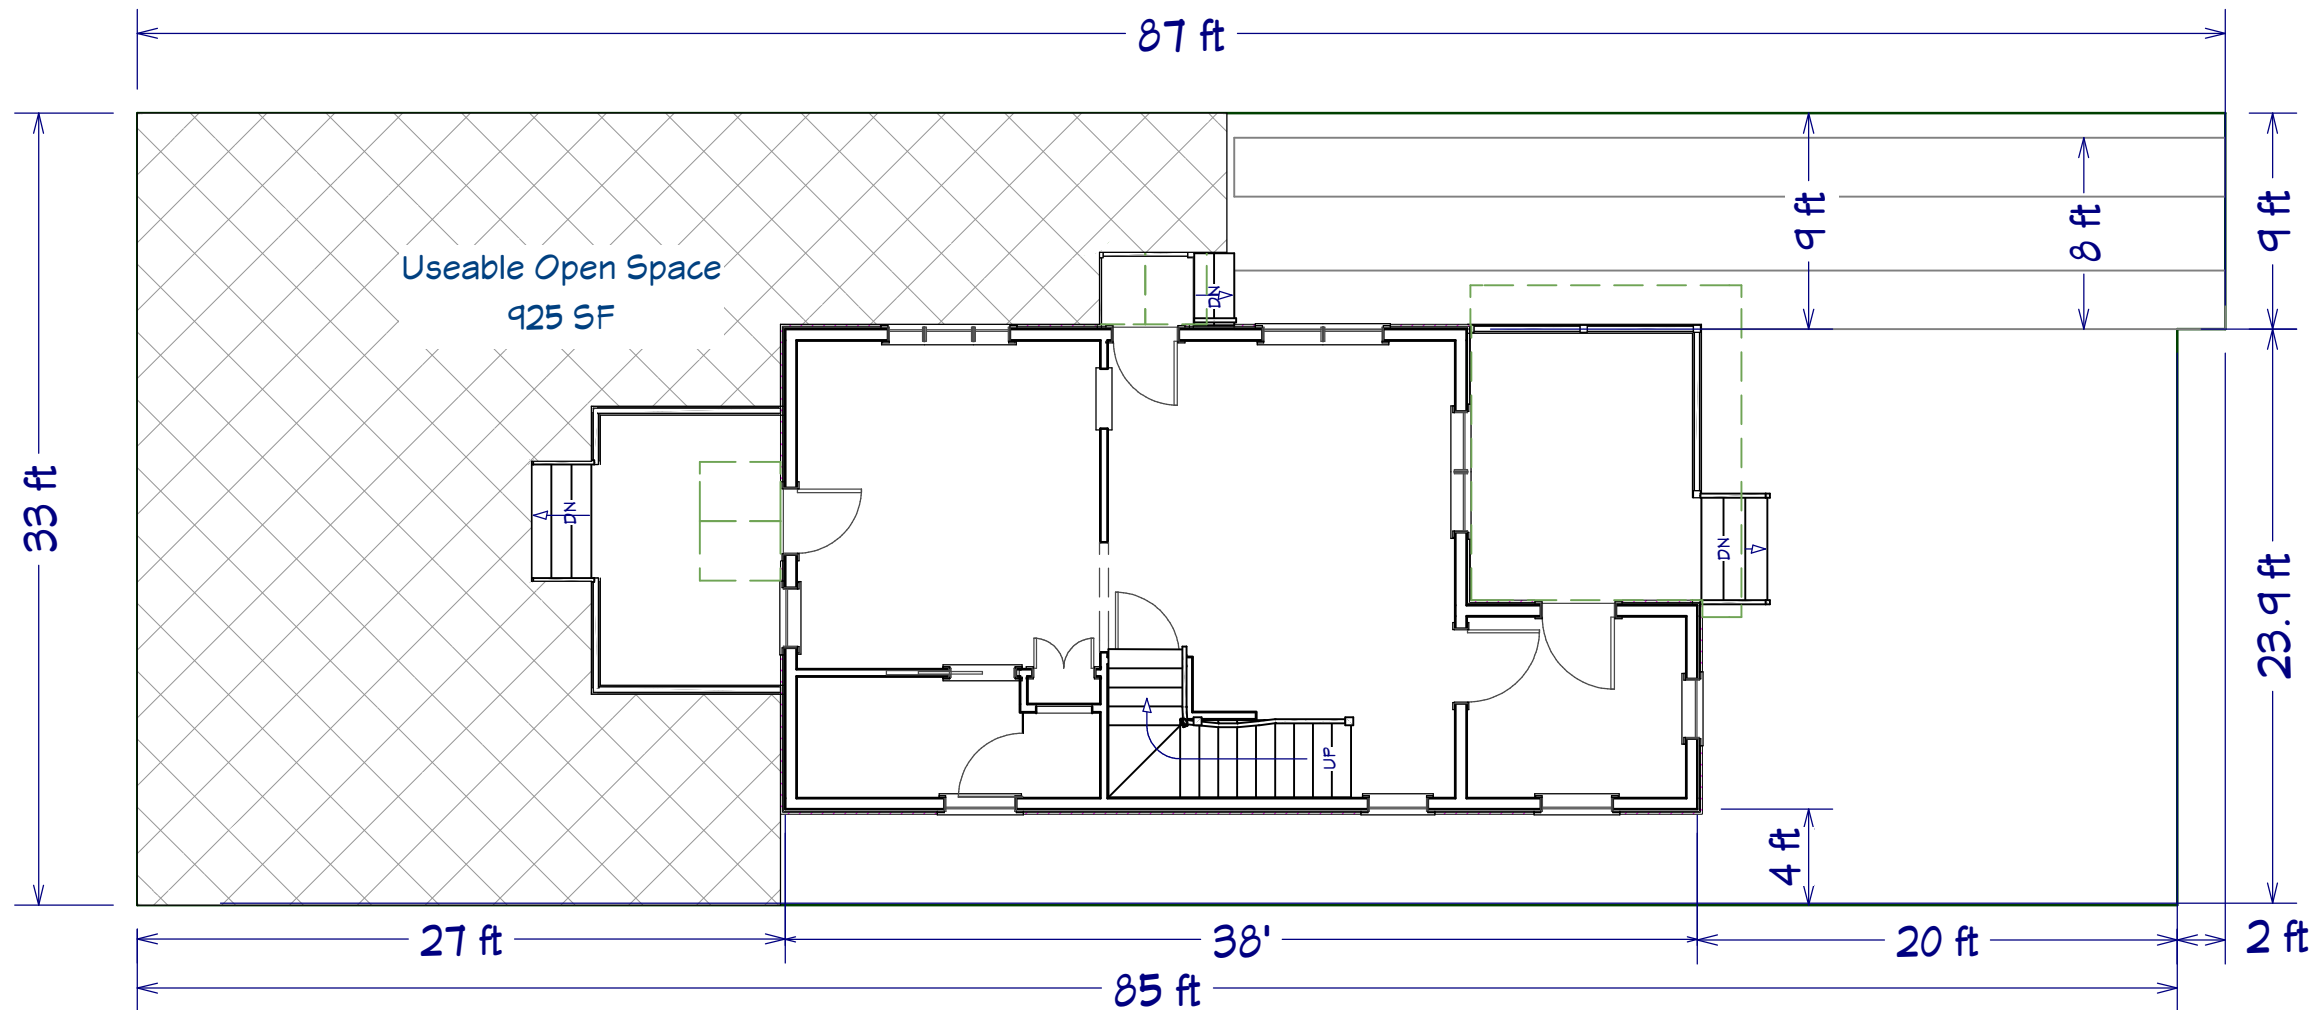 87 ft
9 ft
8 ft
9 ft
Useable Open Space
925 SF
DN
33 ft
DN
DN
23.9 ft
UP
4 ft
27 ft
38'
20 ft
2 ft
85 ft